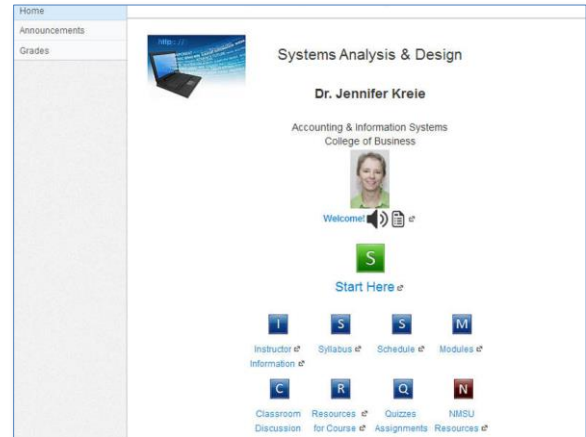 Home
Announcements
Grades
http://
Systems Analysis & Design
Dr. Jennifer Kreie
Accounting & Information Systems
College of Business
Welcome!
S
Start Here
I S S M
Instructor Information Syllabus Schedule Modules
C R Q N
Classroom Discussion Resources for Course Quizzes Assignments NMSU Resources